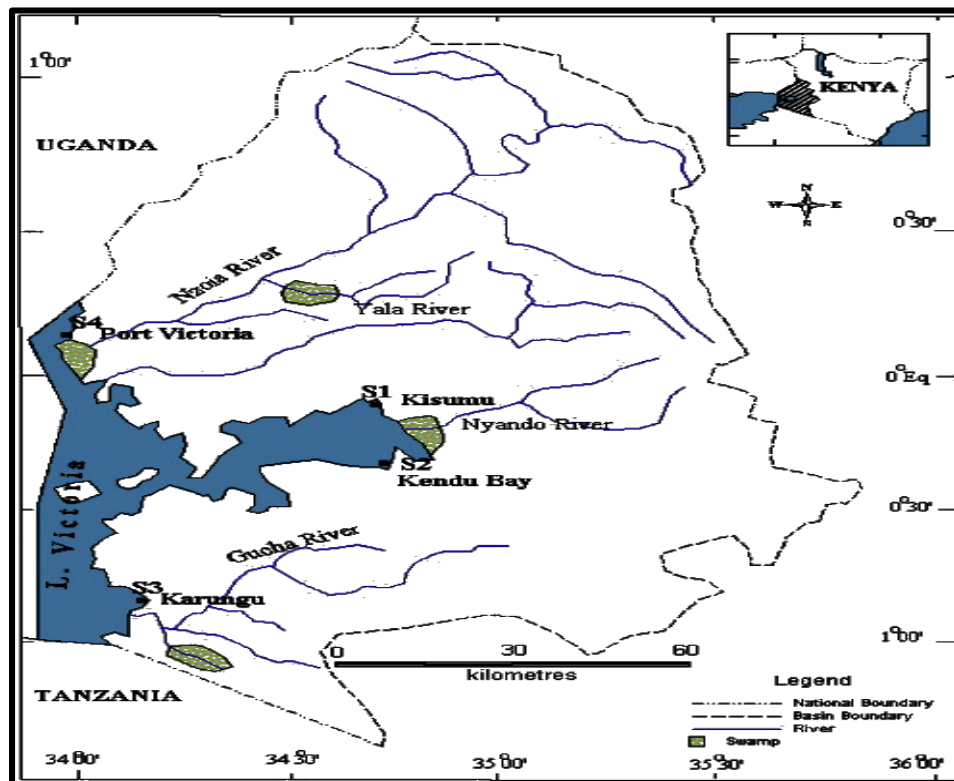 1°00'
KENYA
UGANDA
N
W E
S
0°30'
Nzoia River
Yala River
S4
Port Victoria
0°Eq
S1
Kisumu
Nyando River
S2
Kendu Bay
L. Victoria
0°30'
Gucha River
S3
Karungu
1°00'
0 30 60
kilometres
TANZANIA
Legend
National Boundary
Basin Boundary
River
Swamp
34°00' 34°30' 35°00' 35°30' 36°00'